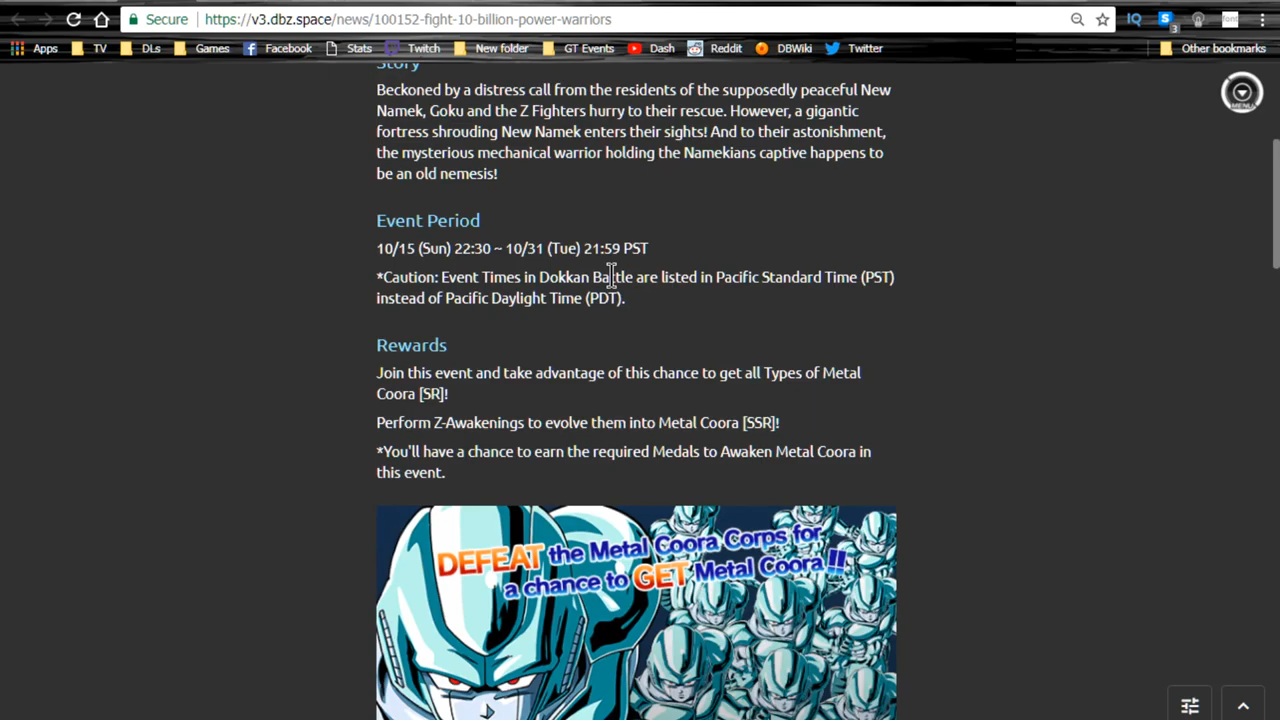 Secure https://v3.dbz.space/news/100152-fight-10-billion-power-warriors IQ S 3 font
Apps TV DLs Games Facebook Stats Twitch New folder GT Events Dash Reddit DBWiki Twitter Other bookmarks
Story
Beckoned by a distress call from the residents of the supposedly peaceful New
Namek, Goku and the Z Fighters hurry to their rescue. However, a gigantic
fortress shrouding New Namek enters their sights! And to their astonishment,
the mysterious mechanical warrior holding the Namekians captive happens to
be an old nemesis!
MENU
Event Period
10/15 (Sun) 22:30 ~ 10/31 (Tue) 21:59 PST
*Caution: Event Times in Dokkan Battle are listed in Pacific Standard Time (PST)
instead of Pacific Daylight Time (PDT).
Rewards
Join this event and take advantage of this chance to get all Types of Metal
Coora [SR]!
Perform Z-Awakenings to evolve them into Metal Coora [SSR]!
*You'll have a chance to earn the required Medals to Awaken Metal Coora in
this event.
DEFEAT the Metal Coora Corps for
a chance to GET Metal Coora !!